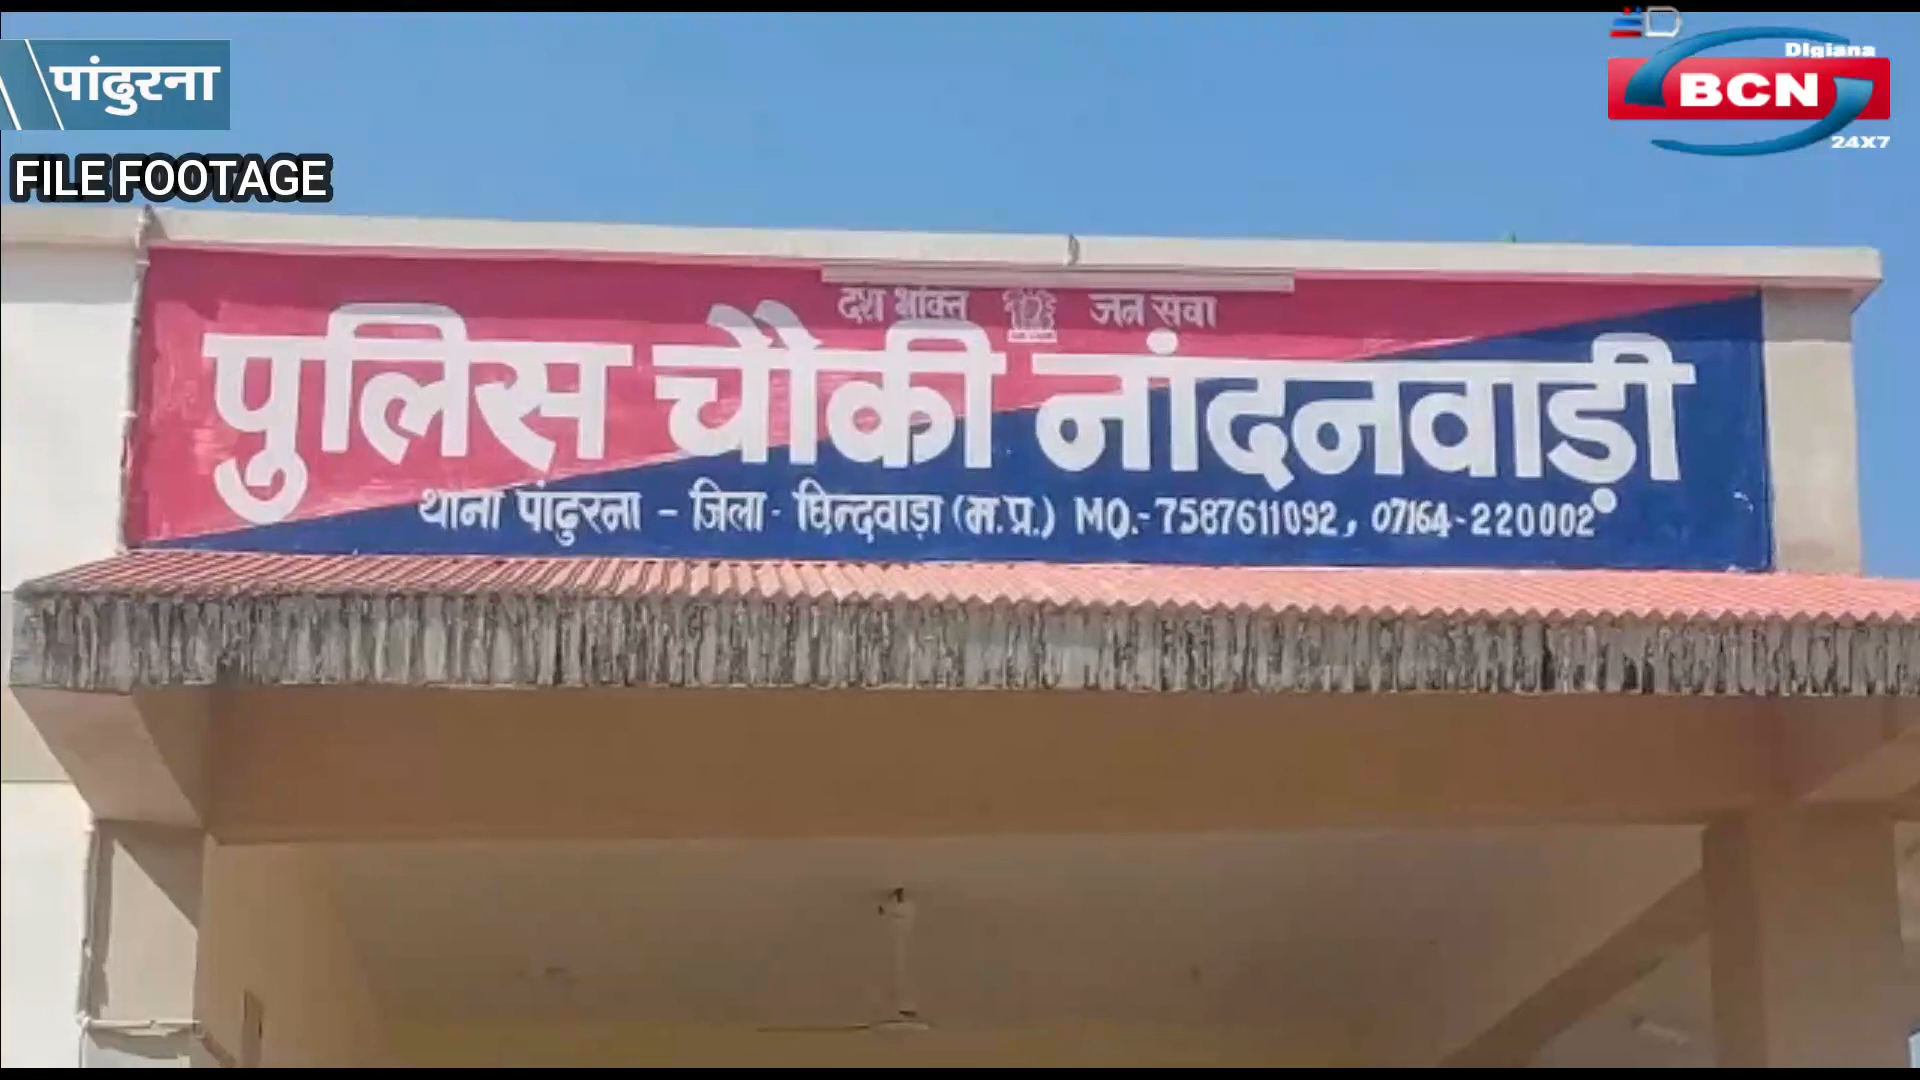 पांढुरना
FILE FOOTAGE
Digiana
BCN
24X7
देश भक्ति जन सेवा
पुलिस चौकी नांदनवाड़ी
थाना पांढुरना - जिला - छिन्दवाड़ा (म.प्र.) MO.-7587611092, 07164-220002